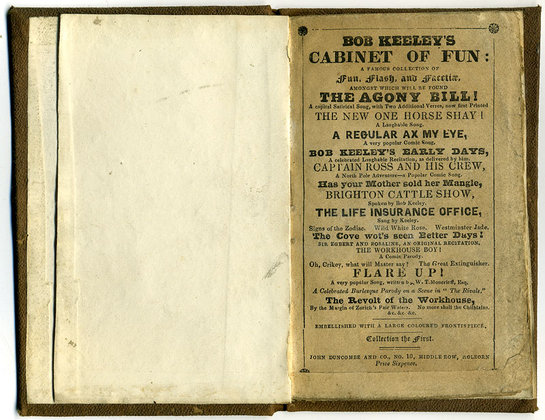 BOB KEELEY'S
CABINET OF FUN:
A FAMOUS COLLECTION OF
Fun, Flash, and Facetiæ,
AMONGST WHICH WILL BE FOUND
THE AGONY BILL!
A capital Satirical Song, with Two Additional Verses, now first Printed
THE NEW ONE HORSE SHAY!
A Laughable Song.
A REGULAR AX MY EYE,
A very popular Comic Song.
BOB KEELEY'S EARLY DAYS,
A celebrated Laughable Recitation, as delivered by him.
CAPTAIN ROSS AND HIS CREW,
A North Pole Adventure—a Popular Comic Song.
Has your Mother sold her Mangle,
BRIGHTON CATTLE SHOW,
Spoken by Bob Keeley.
THE LIFE INSURANCE OFFICE,
Sung by Keeley.
Signs of the Zodiac. Wild White Rose. Westminster Jude.
The Cove wot's seen Better Days!
SIR EGBERT AND ROSALINE, AN ORIGINAL RECITATION,
THE WORKHOUSE BOY!
A Comic Parody.
Oh, Crikey, what will Master say? The Great Extinguisher.
FLARE UP!
A very popular Song, written by W. T. Moncrieff, Esq.
A Celebrated Burlesque Parody on a Scene in "The Rivals,"
The Revolt of the Workhouse,
By the Margin of Zurich's Fair Waters. No more shall the Chieftains.
&c. &c. &c.
EMBELLISHED WITH A LARGE COLOURED FRONTISPIECE,
Collection the First.
JOHN DUNCOMBE AND CO., NO. 10, MIDDLE ROW, HOLBORN
Price Sixpence.